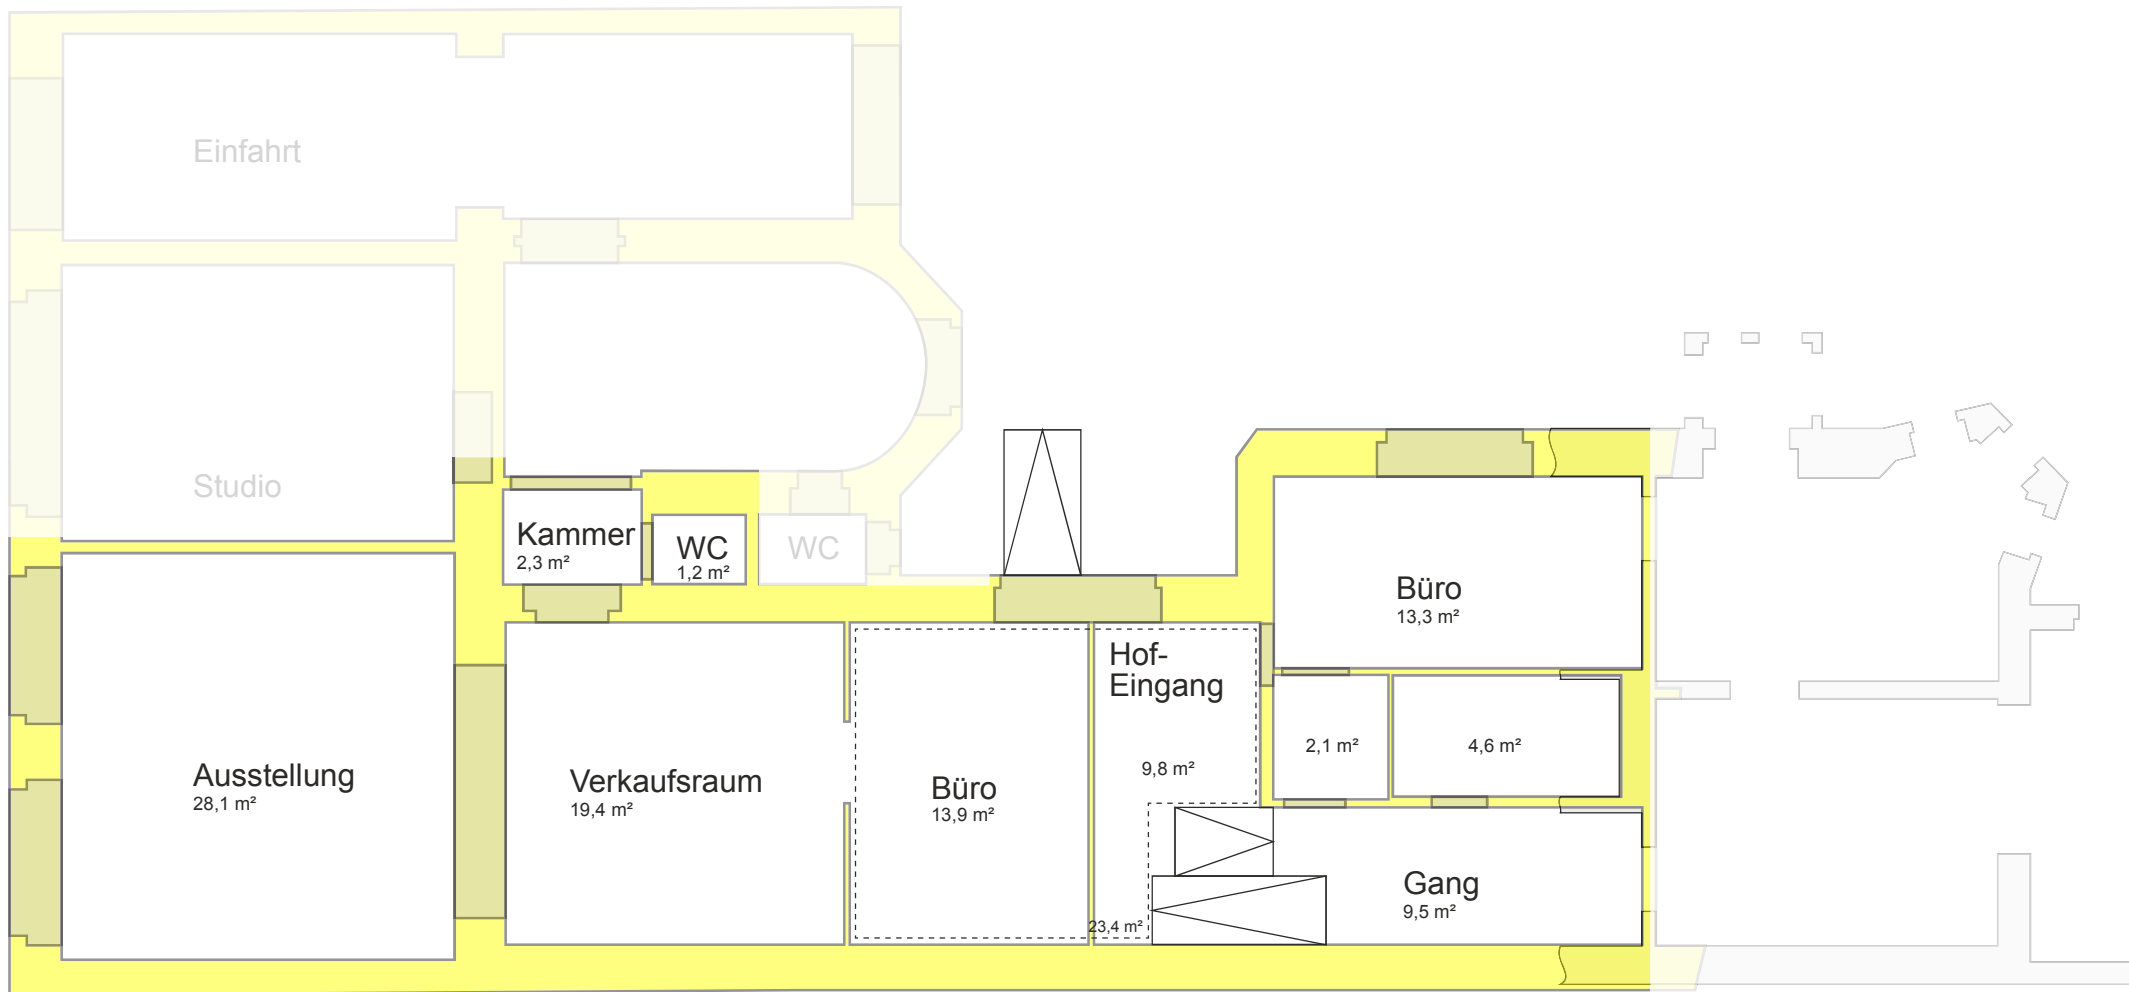 Einfahrt
Studio
Kammer
2,3 m²
WC
1,2 m²
WC
Büro
13,3 m²
Hof-
Eingang
9,8 m²
2,1 m²
4,6 m²
Ausstellung
28,1 m²
Verkaufsraum
19,4 m²
Büro
13,9 m²
Gang
9,5 m²
23,4 m²